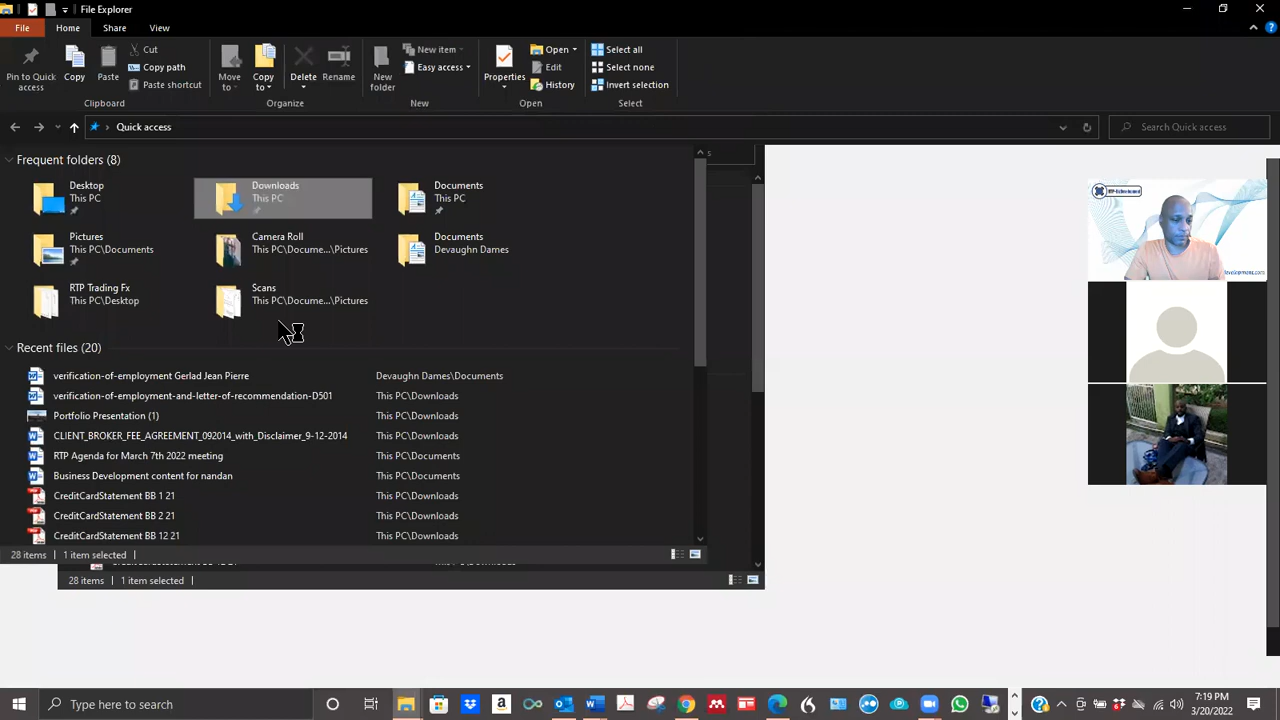 File Explorer
File Home Share View
Pin to Quick access
Copy
Paste
Cut
Copy path
Paste shortcut
Clipboard
Move to
Copy to
Delete
Rename
Organize
New folder
New item
Easy access
New
Properties
Open
Edit
History
Open
Select all
Select none
Invert selection
Select
Quick access
Search Quick access
Frequent folders (8)
Desktop
This PC
Downloads
This PC
Documents
This PC
Pictures
This PC\Documents
Camera Roll
This PC\Docume...\Pictures
Documents
Devaughn Dames
RTP Trading Fx
This PC\Desktop
Scans
This PC\Docume...\Pictures
Recent files (20)
verification-of-employment Gerlad Jean Pierre Devaughn Dames\Documents
verification-of-employment-and-letter-of-recommendation-D501 This PC\Downloads
Portfolio Presentation (1) This PC\Downloads
CLIENT_BROKER_FEE_AGREEMENT_092014_with_Disclaimer_9-12-2014 This PC\Downloads
RTP Agenda for March 7th 2022 meeting This PC\Documents
Business Development content for nandan This PC\Documents
CreditCardStatement BB 1 21 This PC\Downloads
CreditCardStatement BB 2 21 This PC\Downloads
CreditCardStatement BB 12 21 This PC\Downloads
28 items 1 item selected
28 items 1 item selected
Type here to search
7:19 PM
3/20/2022